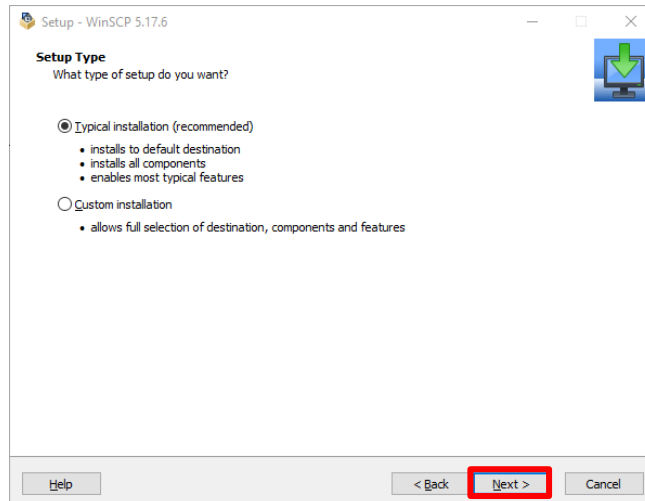 Setup - WinSCP 5.17.6
Setup Type
What type of setup do you want?
Typical installation (recommended)
• installs to default destination
• installs all components
• enables most typical features
Custom installation
• allows full selection of destination, components and features
Help
< Back
Next >
Cancel